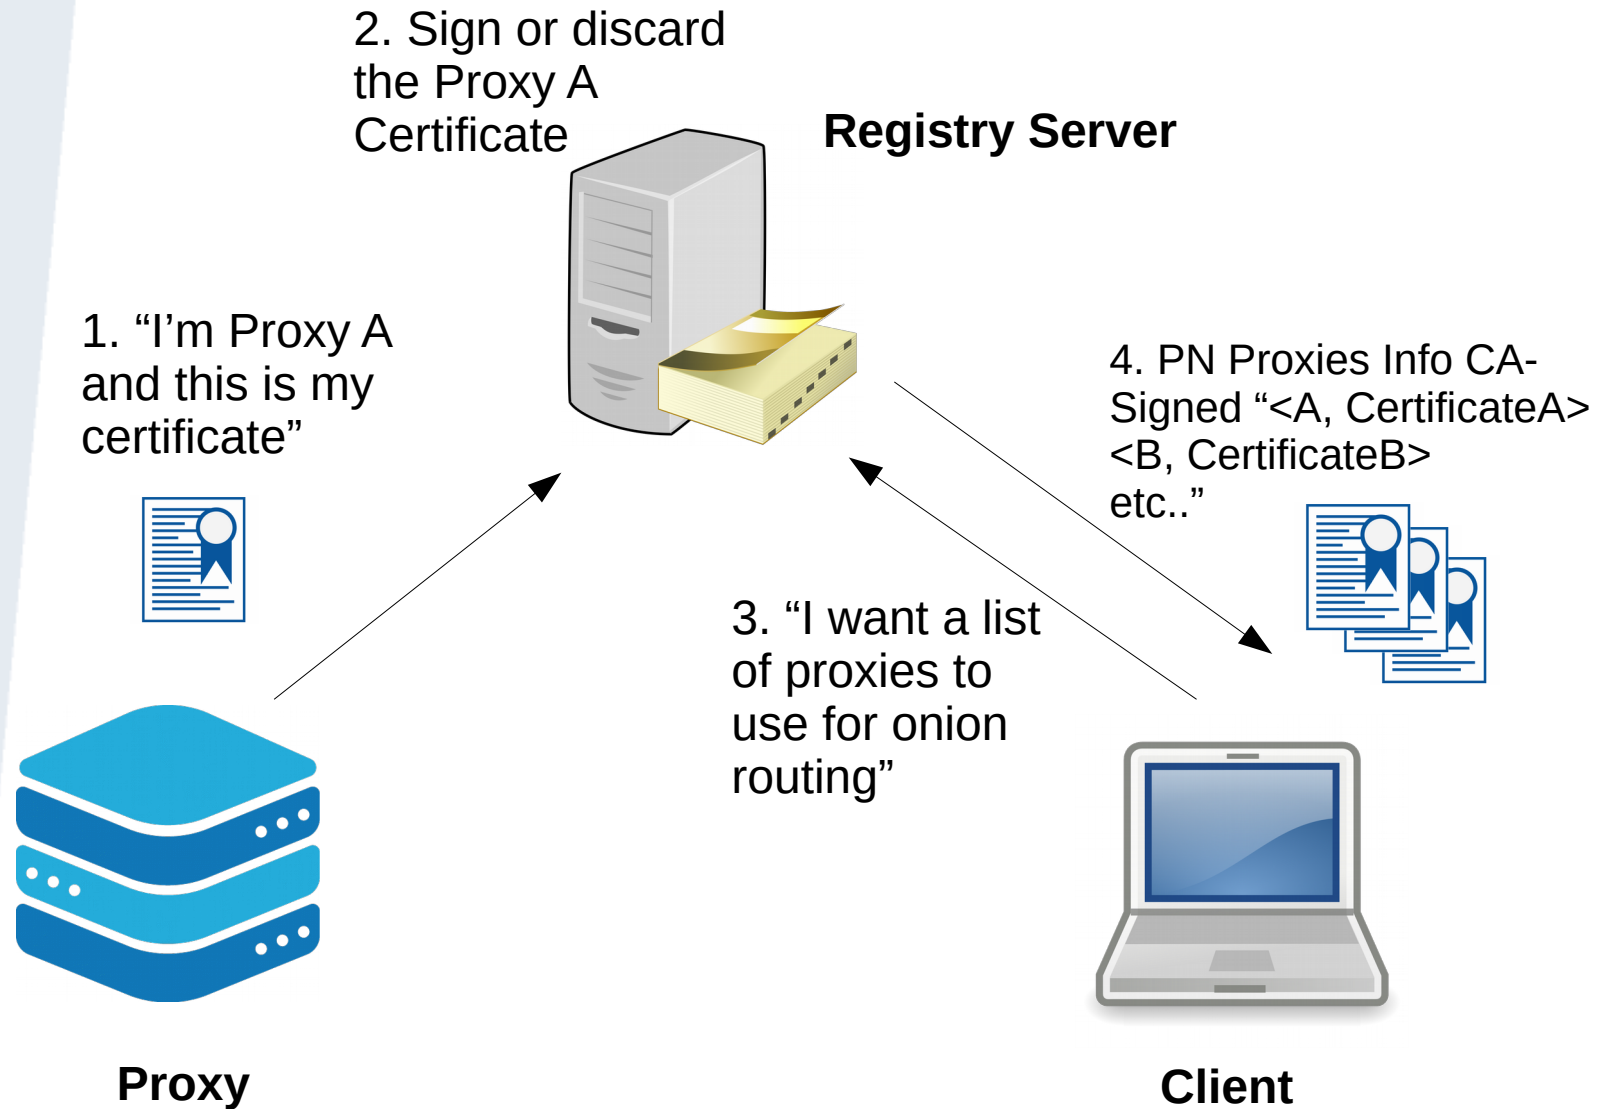 2. Sign or discard
the Proxy A
Certificate
Registry Server
1. “I’m Proxy A
and this is my
certificate”
4. PN Proxies Info CA-
Signed “<A, CertificateA>
<B, CertificateB>
etc..”
3. “I want a list
of proxies to
use for onion
routing”
Proxy
Client